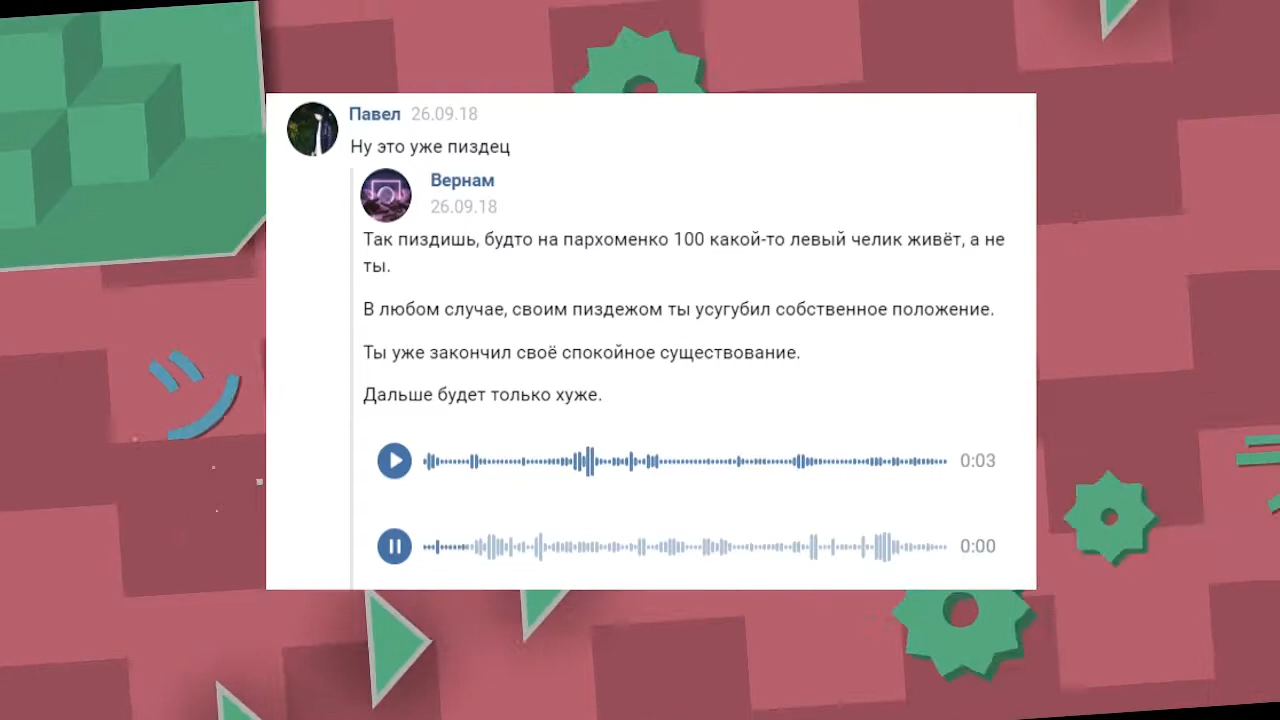 Павел 26.09.18
Ну это уже пиздец
Вернам
26.09.18
Так пиздишь, будто на пархоменко 100 какой-то левый челик живёт, а не
ты.
В любом случае, своим пиздежом ты усугубил собственное положение.
Ты уже закончил своё спокойное существование.
Дальше будет только хуже.
0:03
0:00